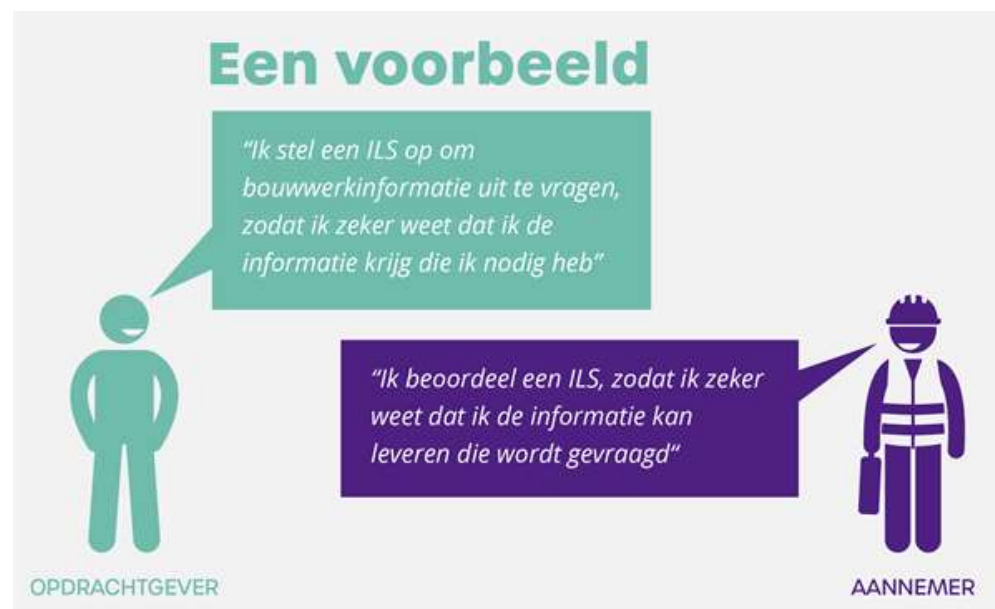 Een voorbeeld
“Ik stel een ILS op om
bouwwerkinformatie uit te vragen,
zodat ik zeker weet dat ik de
informatie krijg die ik nodig heb”
“Ik beoordeel een ILS, zodat ik zeker
weet dat ik de informatie kan
leveren die wordt gevraagd“
OPDRACHTGEVER
AANNEMER